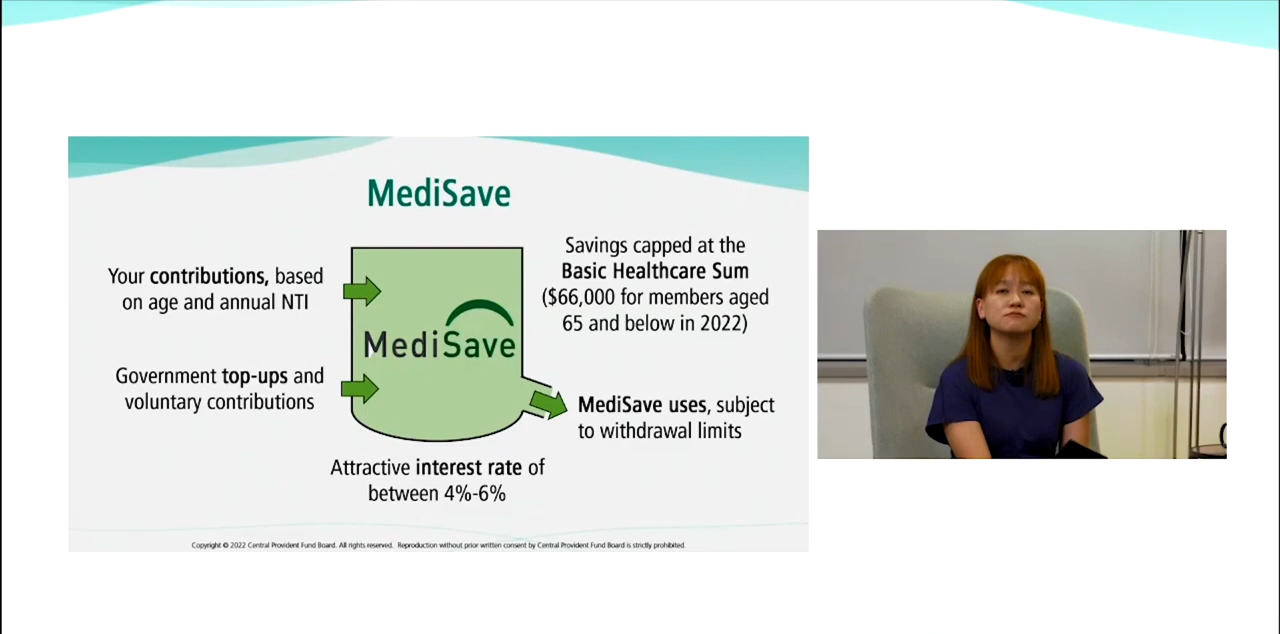 MediSave
Your contributions, based
on age and annual NTI
Government top-ups and
voluntary contributions
MediSave
Savings capped at the
Basic Healthcare Sum
($66,000 for members aged
65 and below in 2022)
MediSave uses, subject
to withdrawal limits
Attractive interest rate of
between 4%-6%
Copyright © 2022 Central Provident Fund Board. All rights reserved. Reproduction without prior written consent by Central Provident Fund Board is strictly prohibited.